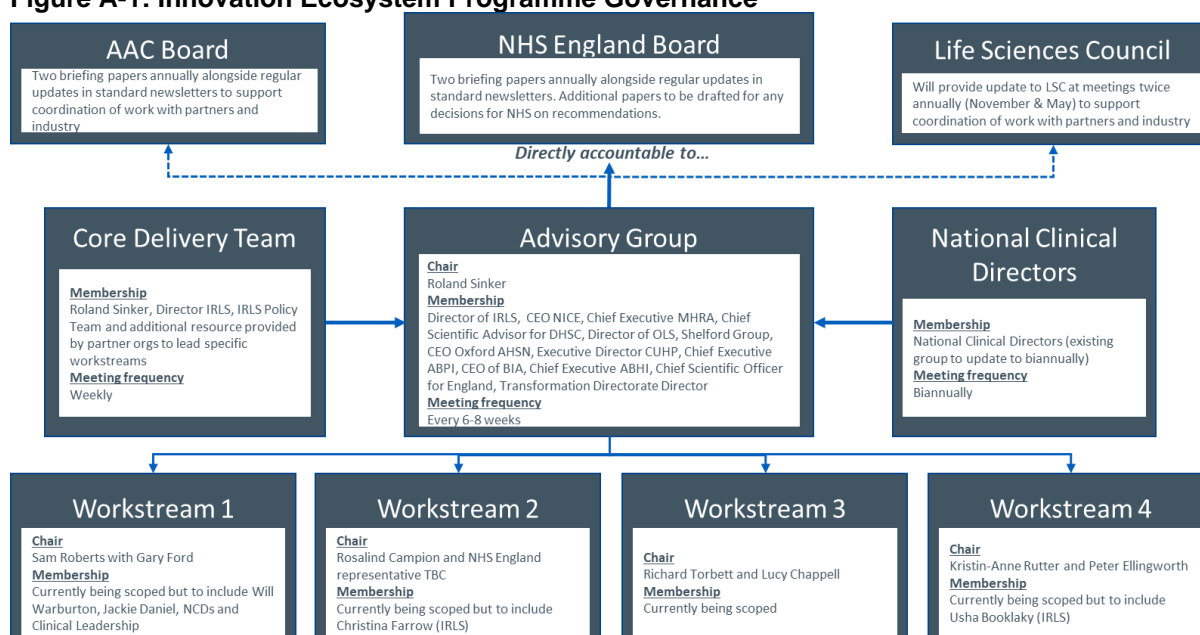 Figure A-1: Innovation Ecosystem Programme Governance
AAC Board
Two briefing papers annually alongside regular
updates in standard newsletters to support
coordination of work with partners and
industry
NHS England Board
Two briefing papers annually alongside regular updates in
standard newsletters. Additional papers to be drafted for any
decisions for NHS on recommendations.
Life Sciences Council
Will provide update to LSC at meetings twice
annually (November & May) to support
coordination of work with partners and industry
Directly accountable to...
Core Delivery Team
Membership
Roland Sinker, Director IRLS, IRLS Policy
Team and additional resource provided
by partner orgs to lead specific
workstreams
Meeting frequency
Weekly
Advisory Group
Chair
Roland Sinker
Membership
Director of IRLS, CEO NICE, Chief Executive MHRA, Chief
Scientific Advisor for DHSC, Director of OLS, Shelford Group,
CEO Oxford AHSN, Executive Director CUHP, Chief Executive
ABPI, CEO of BIA, Chief Executive ABHI, Chief Scientific Officer
for England, Transformation Directorate Director
Meeting frequency
Every 6-8 weeks
National Clinical
Directors
Membership
National Clinical Directors (existing
group to update to biannually)
Meeting frequency
Biannually
Workstream 1
Chair
Sam Roberts with Gary Ford
Membership
Currently being scoped but to include Will
Warburton, Jackie Daniel, NCDs and
Clinical Leadership
Workstream 2
Chair
Rosalind Campion and NHS England
representative TBC
Membership
Currently being scoped but to include
Christina Farrow (IRLS)
Workstream 3
Chair
Richard Torbett and Lucy Chappell
Membership
Currently being scoped
Workstream 4
Chair
Kristin-Anne Rutter and Peter Ellingworth
Membership
Currently being scoped but to include
Usha Booklaky (IRLS)